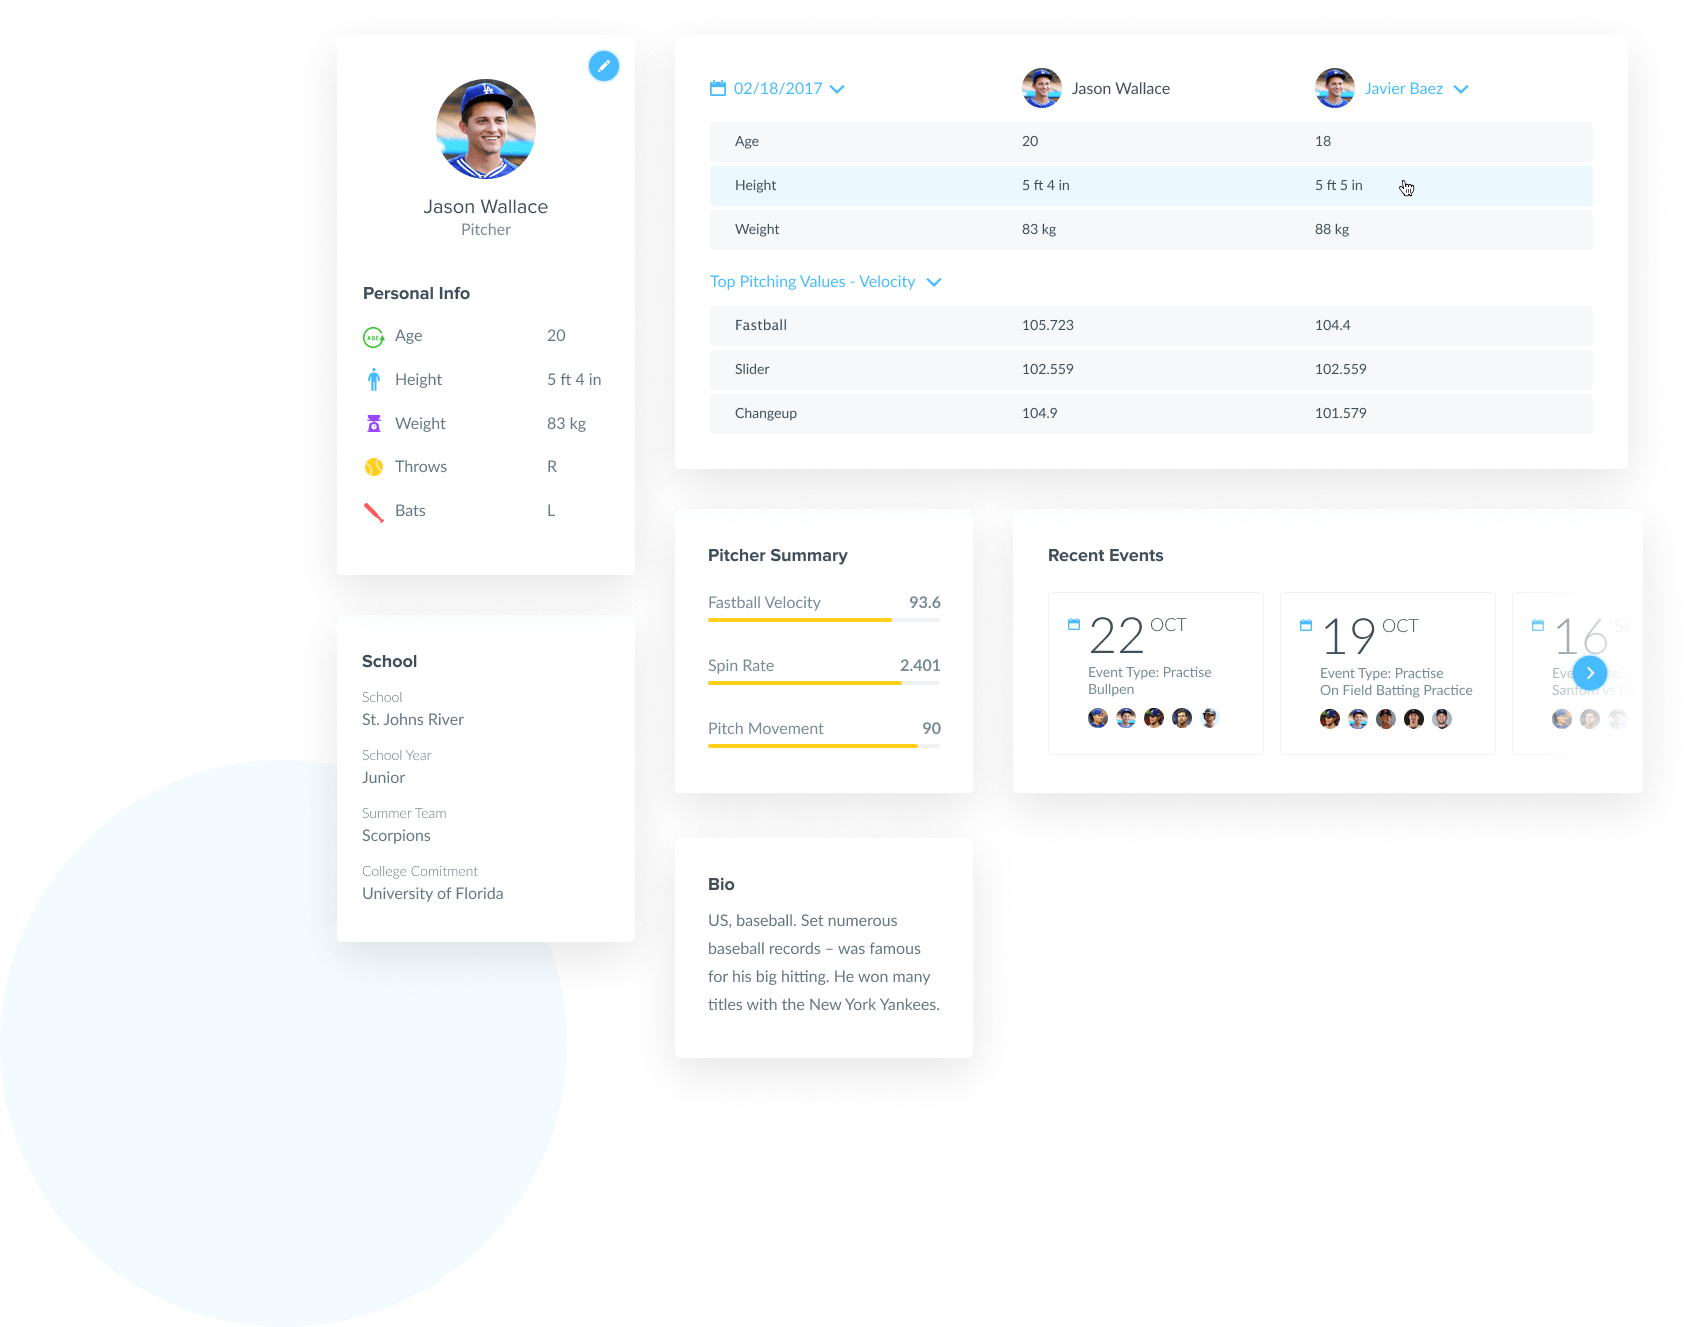 Jason Wallace
Pitcher
Personal Info
Age 20
Height 5 ft 4 in
Weight 83 kg
Throws R
Bats L
School
School
St. Johns River
School Year
Junior
Summer Team
Scorpions
College Comitment
University of Florida
02/18/2017 Jason Wallace Javier Baez
Age 20 18
Height 5 ft 4 in 5 ft 5 in
Weight 83 kg 88 kg
Top Pitching Values - Velocity
Fastball 105.723 104.4
Slider 102.559 102.559
Changeup 104.9 101.579
Pitcher Summary
Fastball Velocity 93.6
Spin Rate 2.401
Pitch Movement 90
Bio
US, baseball. Set numerous
baseball records – was famous
for his big hitting. He won many
titles with the New York Yankees.
Recent Events
22 OCT
Event Type: Practise
Bullpen
19 OCT
Event Type: Practise
On Field Batting Practice
16
Sanford vs